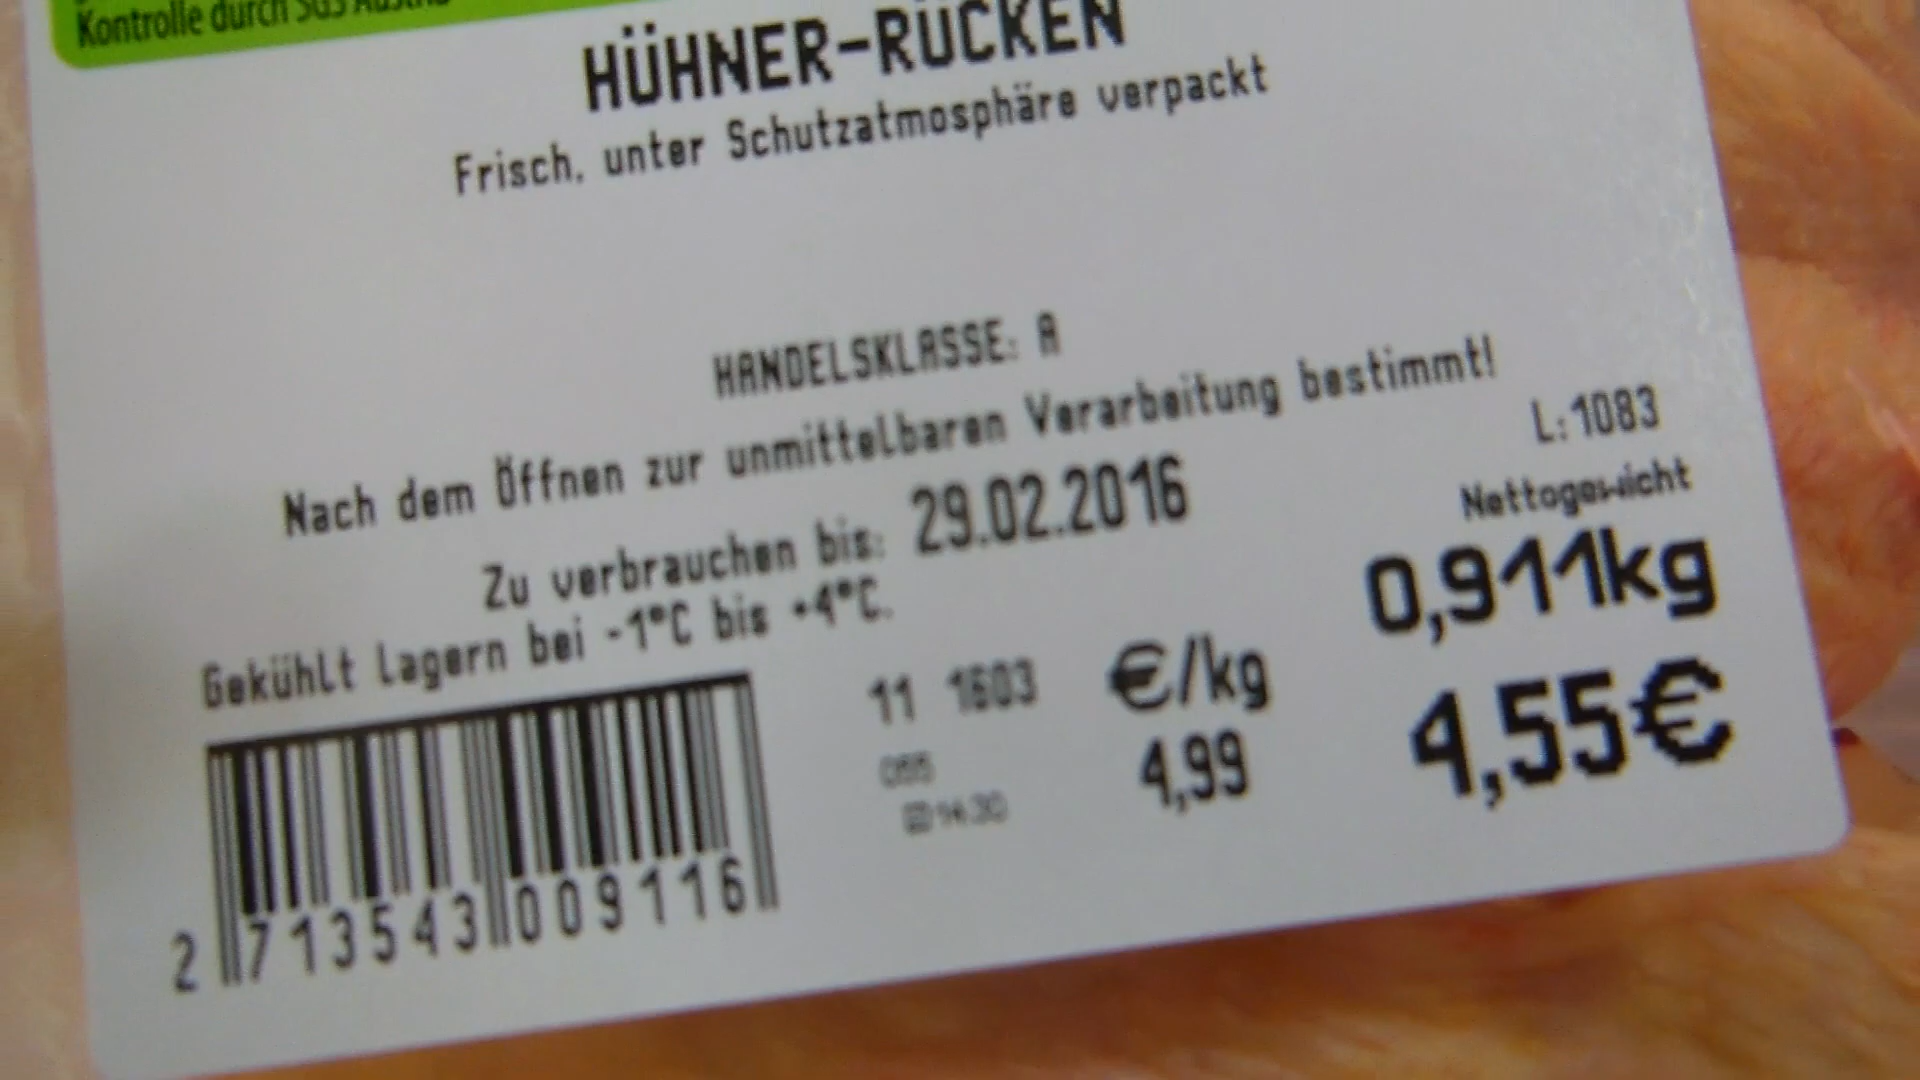 Kontrolle durch SGS Austria
HÜHNER-RÜCKEN
Frisch, unter Schutzatmosphäre verpackt
HANDELSKLASSE: A
Nach dem Öffnen zur unmittelbaren Verarbeitung bestimmt!
L:1083
Zu verbrauchen bis: 29.02.2016
Nettogewicht
0,911kg
Gekühlt lagern bei -1°C bis +4°C.
11 1603
€/kg
4,99
4,55€
14:30
2 713543 009116